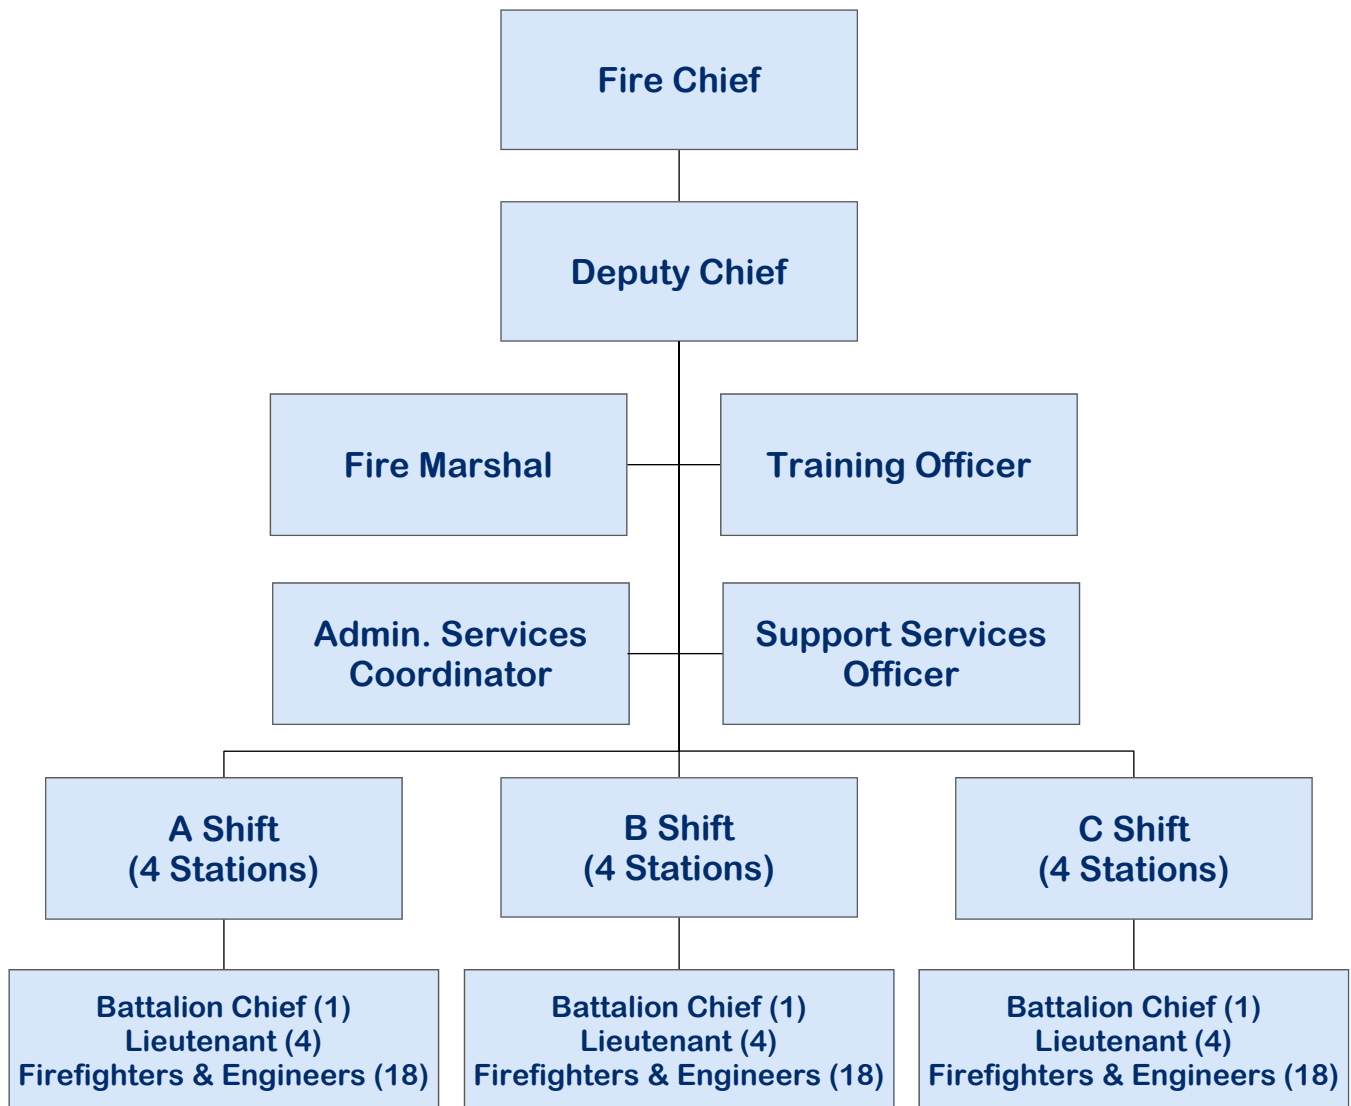 Fire Chief
Deputy Chief
Fire Marshal
Training Officer
Admin. Services
Coordinator
Support Services
Officer
A Shift
(4 Stations)
B Shift
(4 Stations)
C Shift
(4 Stations)
Battalion Chief (1)
Lieutenant (4)
Firefighters & Engineers (18)
Battalion Chief (1)
Lieutenant (4)
Firefighters & Engineers (18)
Battalion Chief (1)
Lieutenant (4)
Firefighters & Engineers (18)